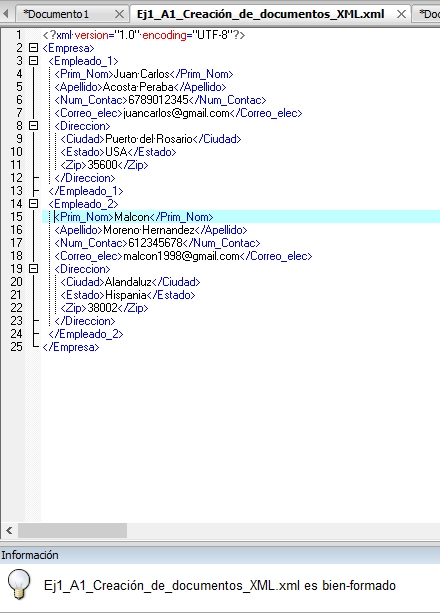 *Documento1
Ej1_A1_Creación_de_documentos_XML.xml
*Doc
1 <?xml version="1.0" encoding="UTF-8"?>
2 <Empresa>
3 <Empleado_1>
4 <Prim_Nom>Juan Carlos</Prim_Nom>
5 <Apellido>Acosta Peraba</Apellido>
6 <Num_Contac>6789012345</Num_Contac>
7 <Correo_elec>juancarlos@gmail.com</Correo_elec>
8 <Direccion>
9 <Ciudad>Puerto del Rosario</Ciudad>
10 <Estado>USA</Estado>
11 <Zip>35600</Zip>
12 </Direccion>
13 </Empleado_1>
14 <Empleado_2>
15 <Prim_Nom>Malcon</Prim_Nom>
16 <Apellido>Moreno Hernandez</Apellido>
17 <Num_Contac>612345678</Num_Contac>
18 <Correo_elec>malcon1998@gmail.com</Correo_elec>
19 <Direccion>
20 <Ciudad>Alandaluz</Ciudad>
21 <Estado>Hispania</Estado>
22 <Zip>38002</Zip>
23 </Direccion>
24 </Empleado_2>
25 </Empresa>
Información
Ej1_A1_Creación_de_documentos_XML.xml es bien-formado